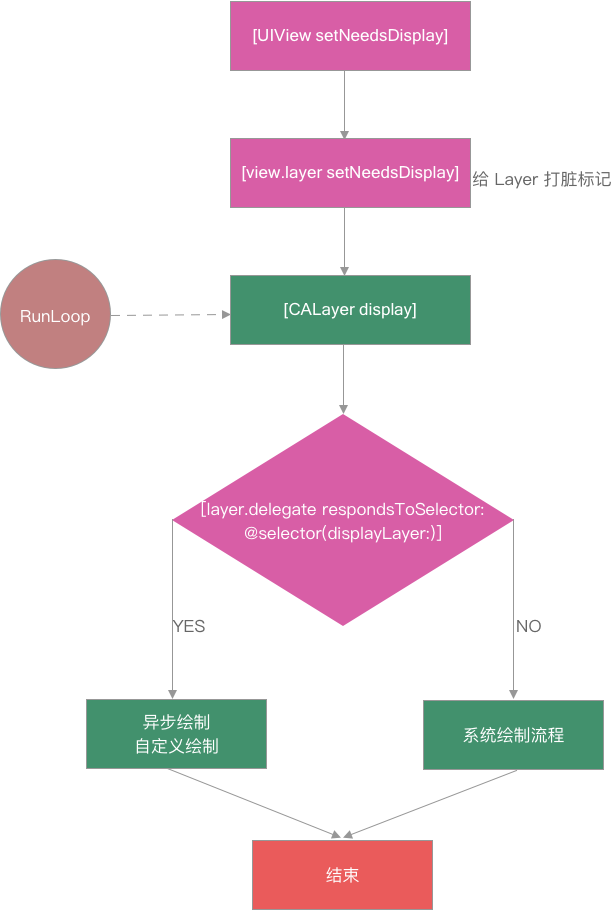 [UIView setNeedsDisplay]
[view.layer setNeedsDisplay]
给 Layer 打脏标记
RunLoop
[CALayer display]
[layer.delegate respondsToSelector:
@selector(displayLayer:)]
YES
NO
异步绘制
自定义绘制
系统绘制流程
结束